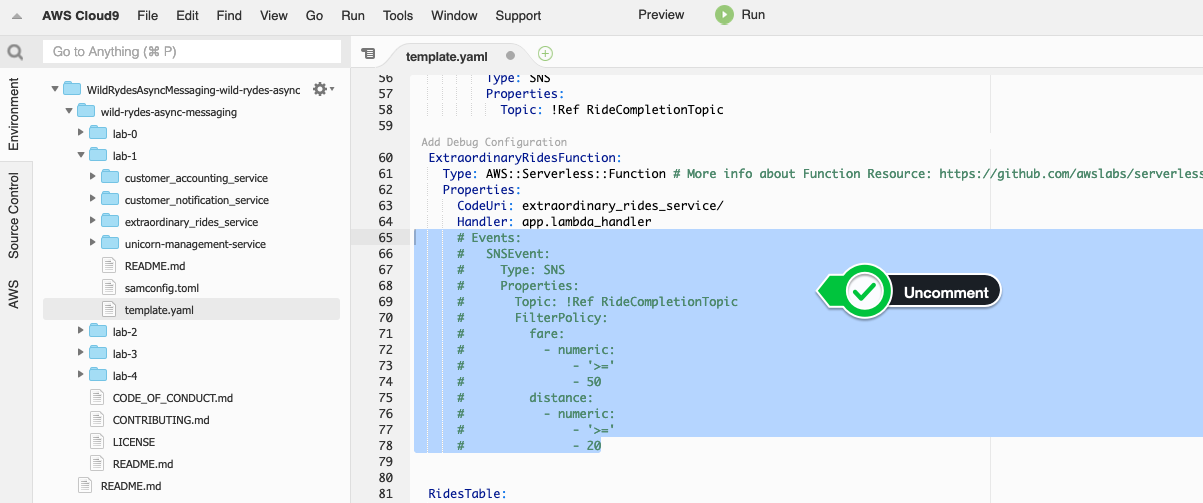 AWS Cloud9 File Edit Find View Go Run Tools Window Support Preview Run
Go to Anything (⌘ P)
template.yaml
Environment
Source Control
AWS
WildRydesAsyncMessaging-wild-rydes-async
wild-rydes-async-messaging
lab-0
lab-1
customer_accounting_service
customer_notification_service
extraordinary_rides_service
unicorn-management-service
README.md
samconfig.toml
template.yaml
lab-2
lab-3
lab-4
CODE_OF_CONDUCT.md
CONTRIBUTING.md
LICENSE
README.md
README.md
56 Type: SNS
57 Properties:
58 Topic: !Ref RideCompletionTopic
59
Add Debug Configuration
60 ExtraordinaryRidesFunction:
61 Type: AWS::Serverless::Function # More info about Function Resource: https://github.com/awslabs/serverless
62 Properties:
63 CodeUri: extraordinary_rides_service/
64 Handler: app.lambda_handler
65 # Events:
66 # SNSEvent:
67 # Type: SNS
68 # Properties:
69 # Topic: !Ref RideCompletionTopic
70 # FilterPolicy:
71 # fare:
72 # - numeric:
73 # - '>='
74 # - 50
75 # distance:
76 # - numeric:
77 # - '>='
78 # - 20
79
80
81 RidesTable:
Uncomment